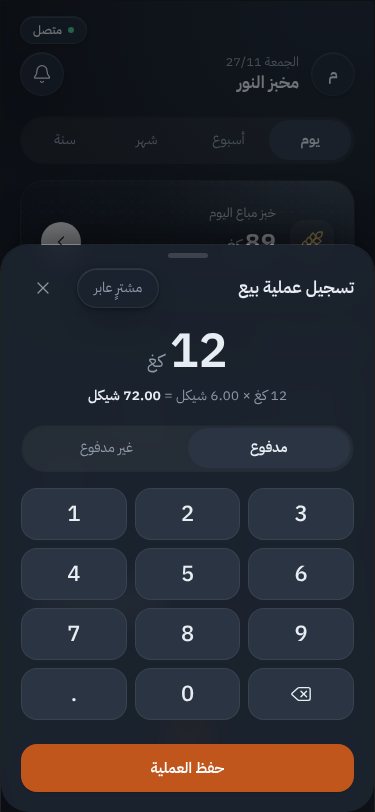 متصل
الجمعة 27/11
مخبز النور
م
يوم
أسبوع
شهر
سنة
خبز مباع اليوم
89 كغ
تسجيل عملية بيع
مشترٍ عابر
12 كغ
12 كغ × 6.00 شيكل = 72.00 شيكل
مدفوع
غير مدفوع
1 2 3
4 5 6
7 8 9
. 0
حفظ العملية